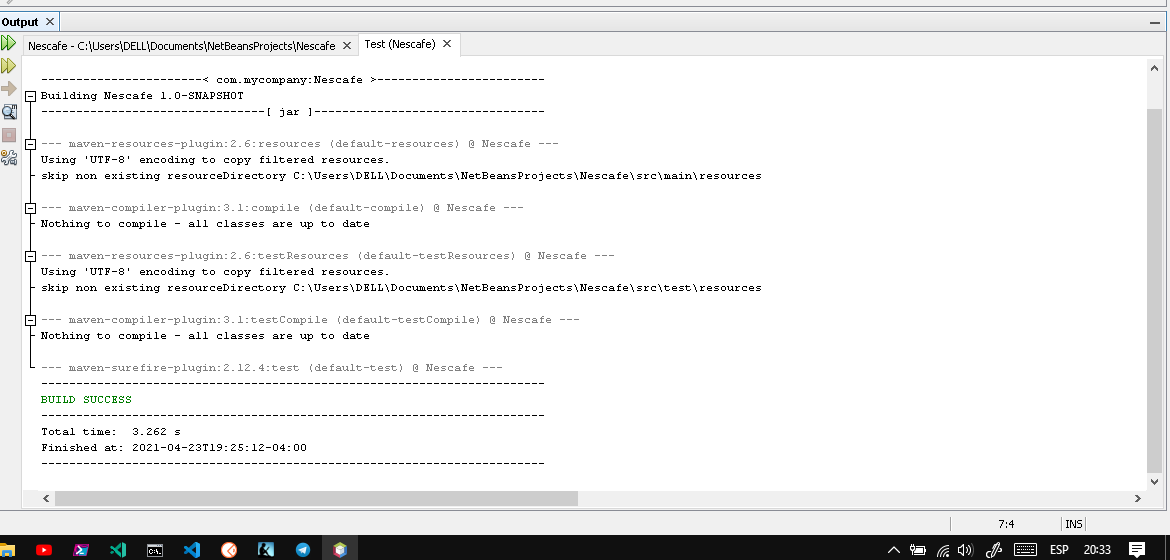 Output
Nescafe - C:\Users\DELL\Documents\NetBeansProjects\Nescafe
Test (Nescafe)
-----------------------< com.mycompany:Nescafe >------------------------
Building Nescafe 1.0-SNAPSHOT
--------------------------------[ jar ]---------------------------------
--- maven-resources-plugin:2.6:resources (default-resources) @ Nescafe ---
Using 'UTF-8' encoding to copy filtered resources.
skip non existing resourceDirectory C:\Users\DELL\Documents\NetBeansProjects\Nescafe\src\main\resources
--- maven-compiler-plugin:3.1:compile (default-compile) @ Nescafe ---
Nothing to compile - all classes are up to date
--- maven-resources-plugin:2.6:testResources (default-testResources) @ Nescafe ---
Using 'UTF-8' encoding to copy filtered resources.
skip non existing resourceDirectory C:\Users\DELL\Documents\NetBeansProjects\Nescafe\src\test\resources
--- maven-compiler-plugin:3.1:testCompile (default-testCompile) @ Nescafe ---
Nothing to compile - all classes are up to date
--- maven-surefire-plugin:2.12.4:test (default-test) @ Nescafe ---
------------------------------------------------------------------------
BUILD SUCCESS
------------------------------------------------------------------------
Total time:  3.262 s
Finished at: 2021-04-23T19:25:12-04:00
------------------------------------------------------------------------
7:4 INS
ESP 20:33